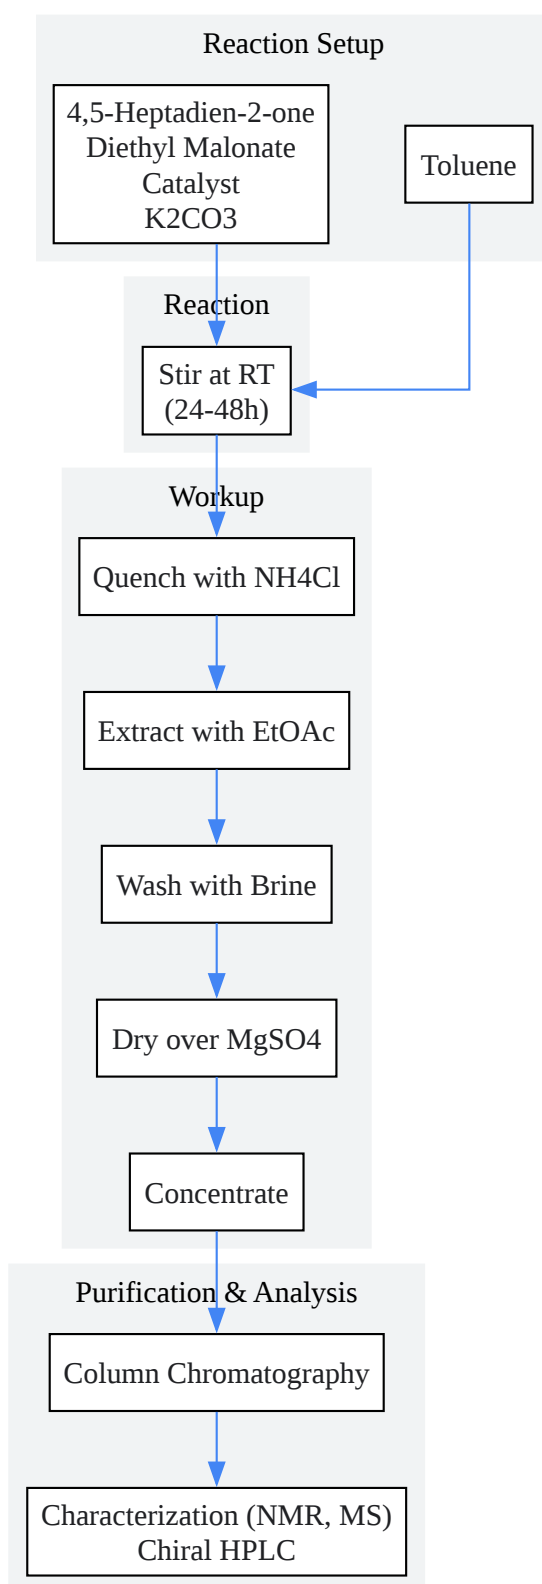 Reaction Setup
4,5-Heptadien-2-one
Diethyl Malonate
Catalyst
K2CO3
Toluene
Reaction
Stir at RT
(24-48h)
Workup
Quench with NH4Cl
Extract with EtOAc
Wash with Brine
Dry over MgSO4
Concentrate
Purification & Analysis
Column Chromatography
Characterization (NMR, MS)
Chiral HPLC